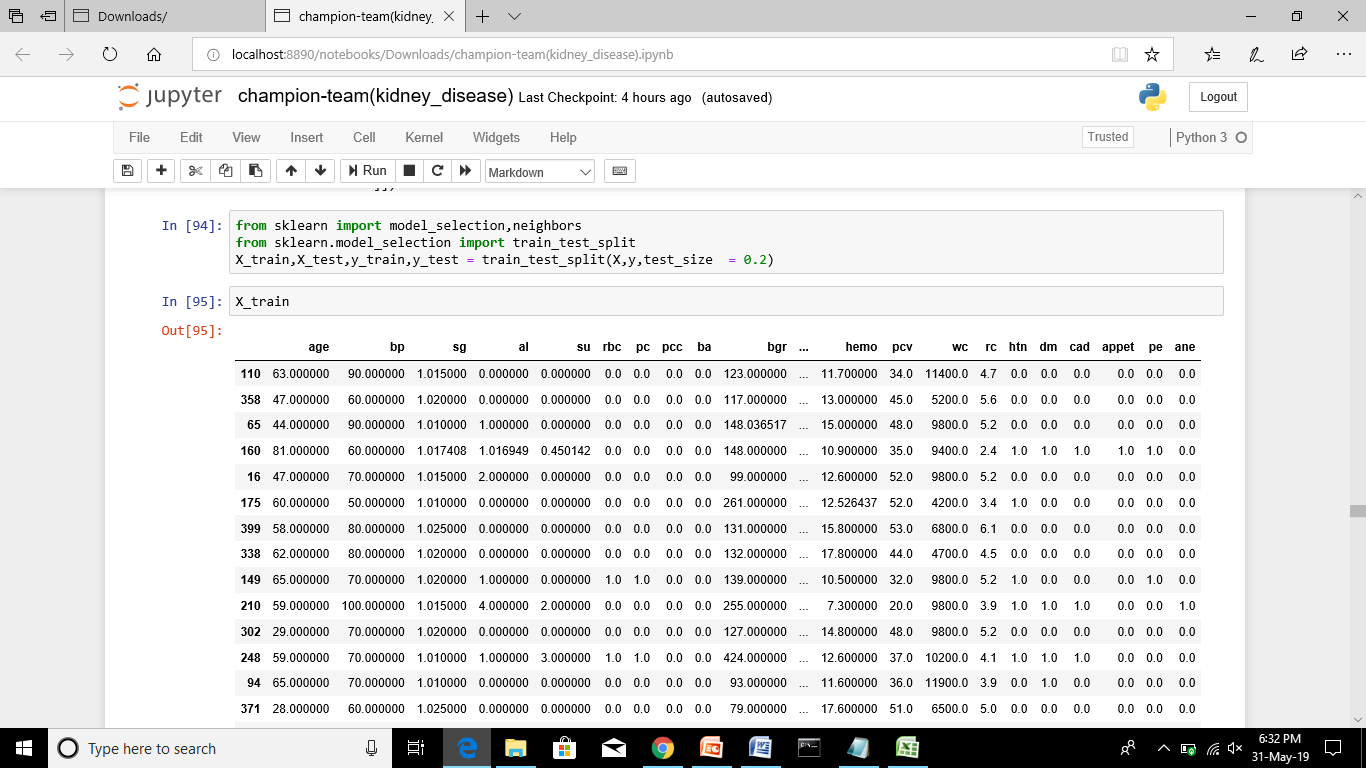 Downloads/
champion-team(kidney_
localhost:8890/notebooks/Downloads/champion-team(kidney_disease).ipynb
jupyter champion-team(kidney_disease) Last Checkpoint: 4 hours ago (autosaved)
Logout
File Edit View Insert Cell Kernel Widgets Help
Trusted
Python 3
Run
Markdown
In [94]: from sklearn import model_selection,neighbors
from sklearn.model_selection import train_test_split
X_train,X_test,y_train,y_test = train_test_split(X,y,test_size  = 0.2)
In [95]: X_train
Out[95]:
age bp sg al su rbc pc pcc ba bgr ... hemo pcv wc rc htn dm cad appet pe ane
110 63.000000 90.000000 1.015000 0.000000 0.000000 0.0 0.0 0.0 0.0 123.000000 ... 11.700000 34.0 11400.0 4.7 0.0 0.0 0.0 0.0 0.0 0.0
358 47.000000 60.000000 1.020000 0.000000 0.000000 0.0 0.0 0.0 0.0 117.000000 ... 13.000000 45.0 5200.0 5.6 0.0 0.0 0.0 0.0 0.0 0.0
65 44.000000 90.000000 1.010000 1.000000 0.000000 0.0 0.0 0.0 0.0 148.036517 ... 15.000000 48.0 9800.0 5.2 0.0 0.0 0.0 0.0 0.0 0.0
160 81.000000 60.000000 1.017408 1.016949 0.450142 0.0 0.0 0.0 0.0 148.000000 ... 10.900000 35.0 9400.0 2.4 1.0 1.0 1.0 1.0 1.0 0.0
16 47.000000 70.000000 1.015000 2.000000 0.000000 0.0 0.0 0.0 0.0 99.000000 ... 12.600000 52.0 9800.0 5.2 0.0 0.0 0.0 0.0 0.0 0.0
175 60.000000 50.000000 1.010000 0.000000 0.000000 0.0 0.0 0.0 0.0 261.000000 ... 12.526437 52.0 4200.0 3.4 1.0 0.0 0.0 0.0 0.0 0.0
399 58.000000 80.000000 1.025000 0.000000 0.000000 0.0 0.0 0.0 0.0 131.000000 ... 15.800000 53.0 6800.0 6.1 0.0 0.0 0.0 0.0 0.0 0.0
338 62.000000 80.000000 1.020000 0.000000 0.000000 0.0 0.0 0.0 0.0 132.000000 ... 17.800000 44.0 4700.0 4.5 0.0 0.0 0.0 0.0 0.0 0.0
149 65.000000 70.000000 1.020000 1.000000 0.000000 1.0 1.0 0.0 0.0 139.000000 ... 10.500000 32.0 9800.0 5.2 1.0 0.0 0.0 0.0 1.0 0.0
210 59.000000 100.000000 1.015000 4.000000 2.000000 0.0 0.0 0.0 0.0 255.000000 ... 7.300000 20.0 9800.0 3.9 1.0 1.0 1.0 0.0 0.0 1.0
302 29.000000 70.000000 1.020000 0.000000 0.000000 0.0 0.0 0.0 0.0 127.000000 ... 14.800000 48.0 9800.0 5.2 0.0 0.0 0.0 0.0 0.0 0.0
248 59.000000 70.000000 1.010000 1.000000 3.000000 1.0 1.0 0.0 0.0 424.000000 ... 12.600000 37.0 10200.0 4.1 1.0 1.0 1.0 0.0 0.0 0.0
94 65.000000 70.000000 1.010000 0.000000 0.000000 0.0 0.0 0.0 0.0 93.000000 ... 11.600000 36.0 11900.0 3.9 0.0 1.0 0.0 0.0 0.0 0.0
371 28.000000 60.000000 1.025000 0.000000 0.000000 0.0 0.0 0.0 0.0 79.000000 ... 17.600000 51.0 6500.0 5.0 0.0 0.0 0.0 0.0 0.0 0.0
Type here to search
6:32 PM
31-May-19